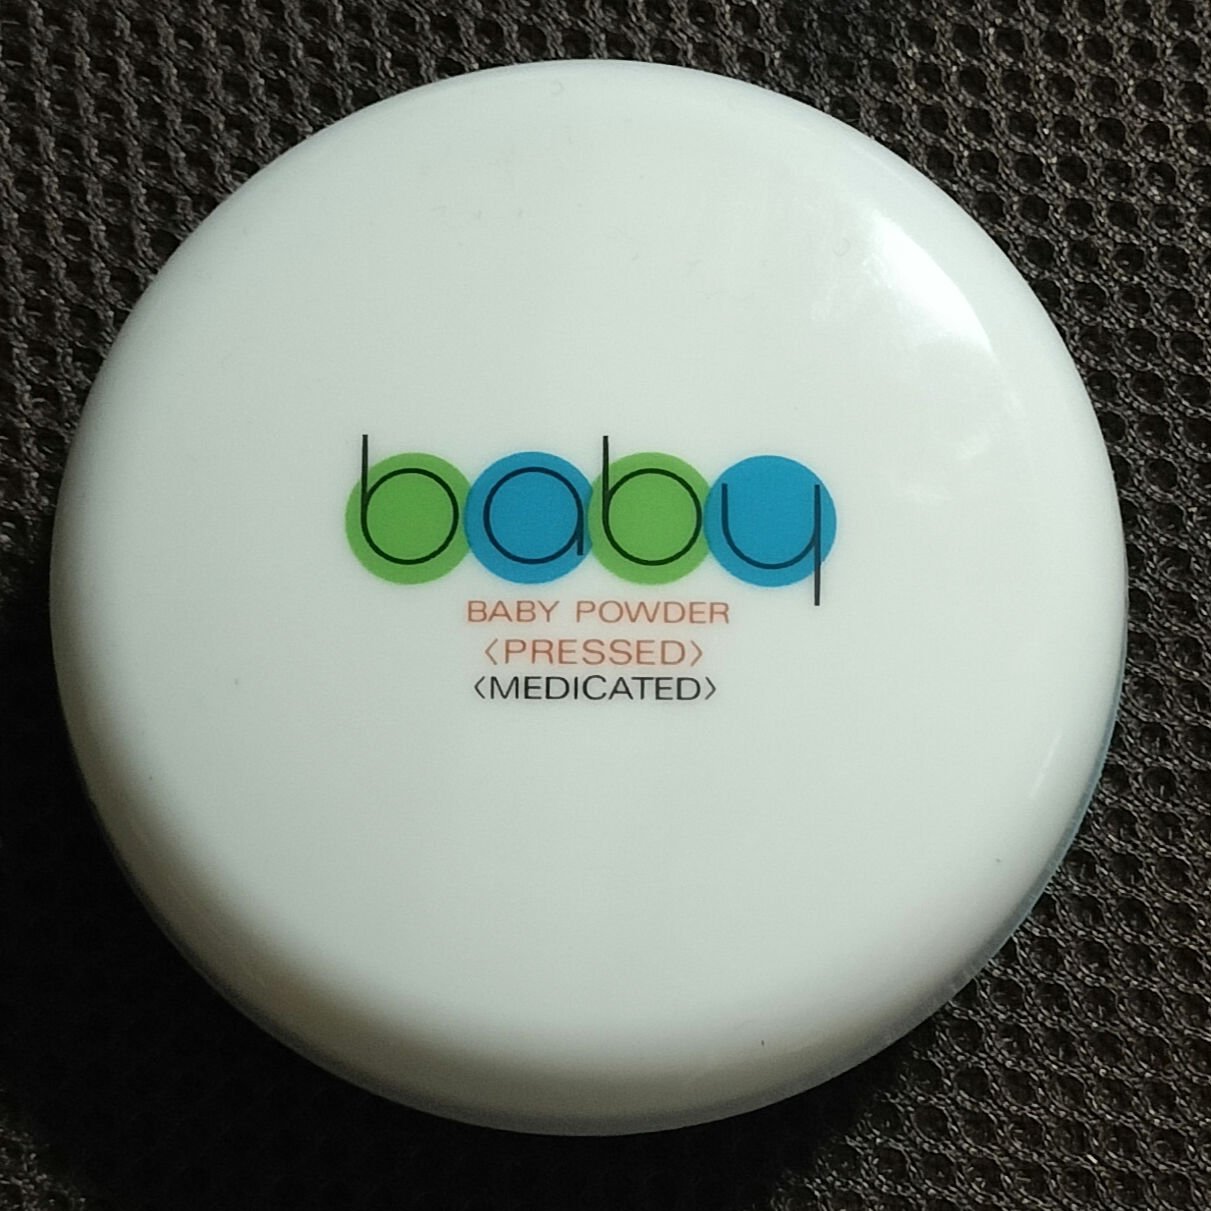 baby
BABY POWDER
〈PRESSED〉
〈MEDICATED〉